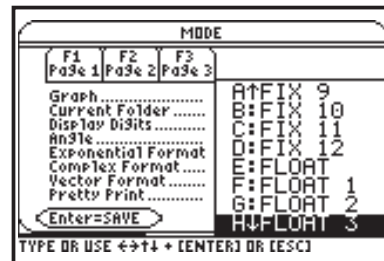 MODE
F1 F2 F3
Page 1 Page 2 Page 3
Graph..................
Current Folder.......
Display Digits........
Angle..................
Exponential Format
Complex Format.....
Vector Format........
Pretty Print...........
Enter=SAVE
A↑FIX 9
B:FIX 10
C:FIX 11
D:FIX 12
E:FLOAT
F:FLOAT 1
G:FLOAT 2
H↓FLOAT 3
TYPE OR USE ←→↑↓ + [ENTER] OR [ESC]